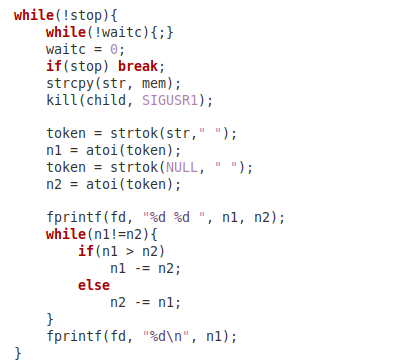 while(!stop){
    while(!waitc){;}
    waitc = 0;
    if(stop) break;
    strcpy(str, mem);
    kill(child, SIGUSR1);

    token = strtok(str," ");
    n1 = atoi(token);
    token = strtok(NULL, " ");
    n2 = atoi(token);

    fprintf(fd, "%d %d ", n1, n2);
    while(n1!=n2){
        if(n1 > n2)
            n1 -= n2;
        else
            n2 -= n1;
    }
    fprintf(fd, "%d\n", n1);
}